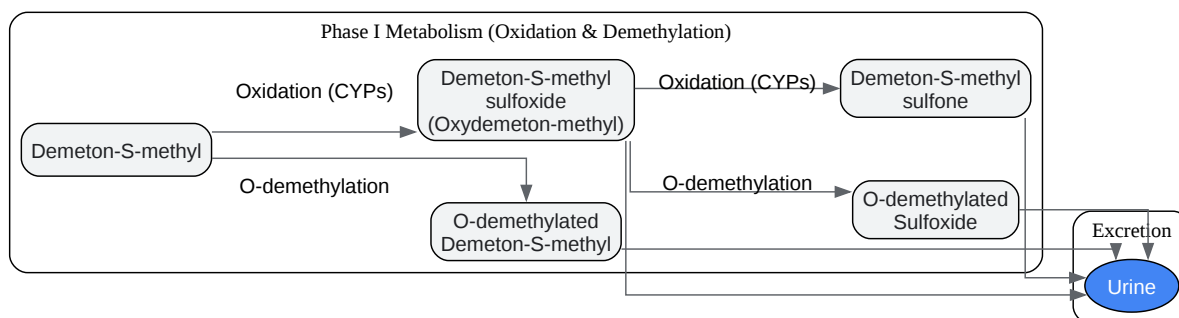 Phase I Metabolism (Oxidation & Demethylation)
Demeton-S-methyl
Oxidation (CYPs)
O-demethylation
Demeton-S-methyl
sulfoxide
(Oxydemeton-methyl)
O-demethylated
Demeton-S-methyl
Oxidation (CYPs)
O-demethylation
Demeton-S-methyl
sulfone
O-demethylated
Sulfoxide
Excretion
Urine